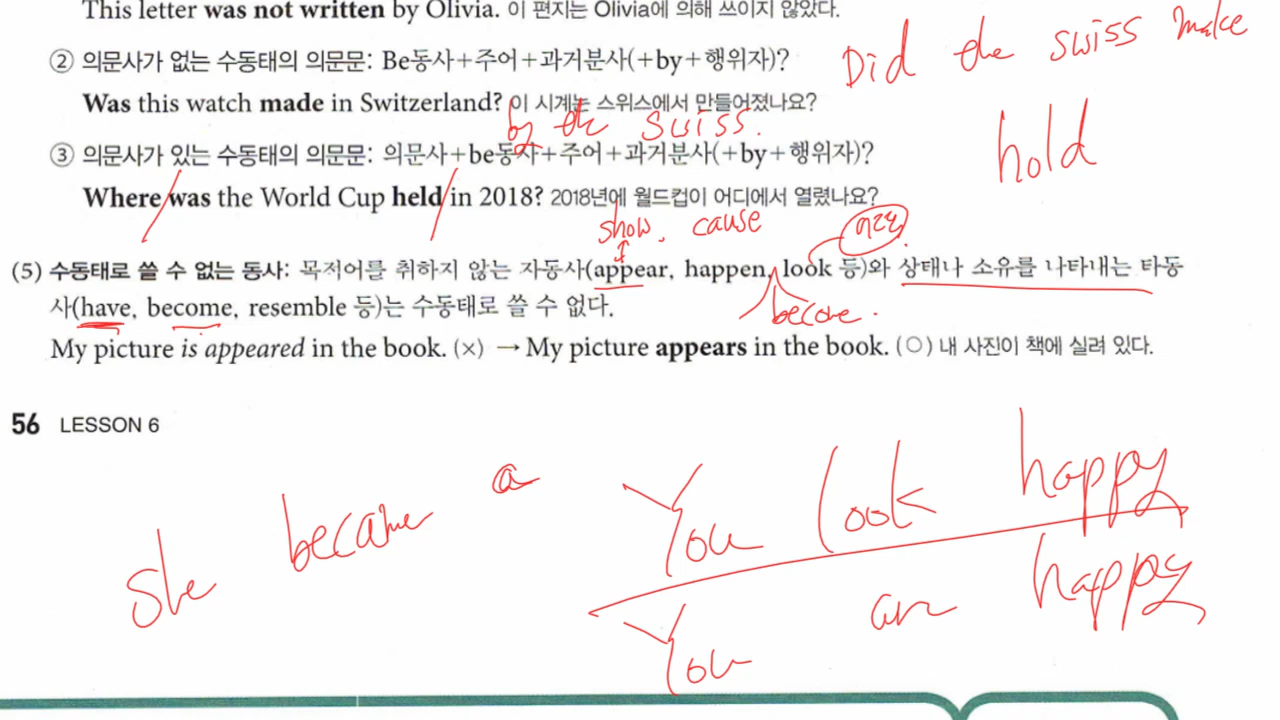 This letter was not written by Olivia. 이 편지는 Olivia에 의해 쓰이지 않았다.
Did the swiss make
② 의문사가 없는 수동태의 의문문: Be동사+주어+과거분사(+by+행위자)?
Was this watch made in Switzerland? 이 시계는 스위스에서 만들어졌나요?
by the swiss.
hold
③ 의문사가 있는 수동태의 의문문: 의문사+be동사+주어+과거분사(+by+행위자)?
Where was the World Cup held in 2018? 2018년에 월드컵이 어디에서 열렸나요?
show. cause
(5) 수동태로 쓸 수 없는 동사: 목적어를 취하지 않는 자동사(appear, happen, look 등)와 상태나 소유를 나타내는 타동
사(have, become, resemble 등)는 수동태로 쓸 수 없다.
become.
My picture is appeared in the book. (×) → My picture appears in the book. (○) 내 사진이 책에 실려 있다.
56 LESSON 6
She became a
You look happy
You are happy